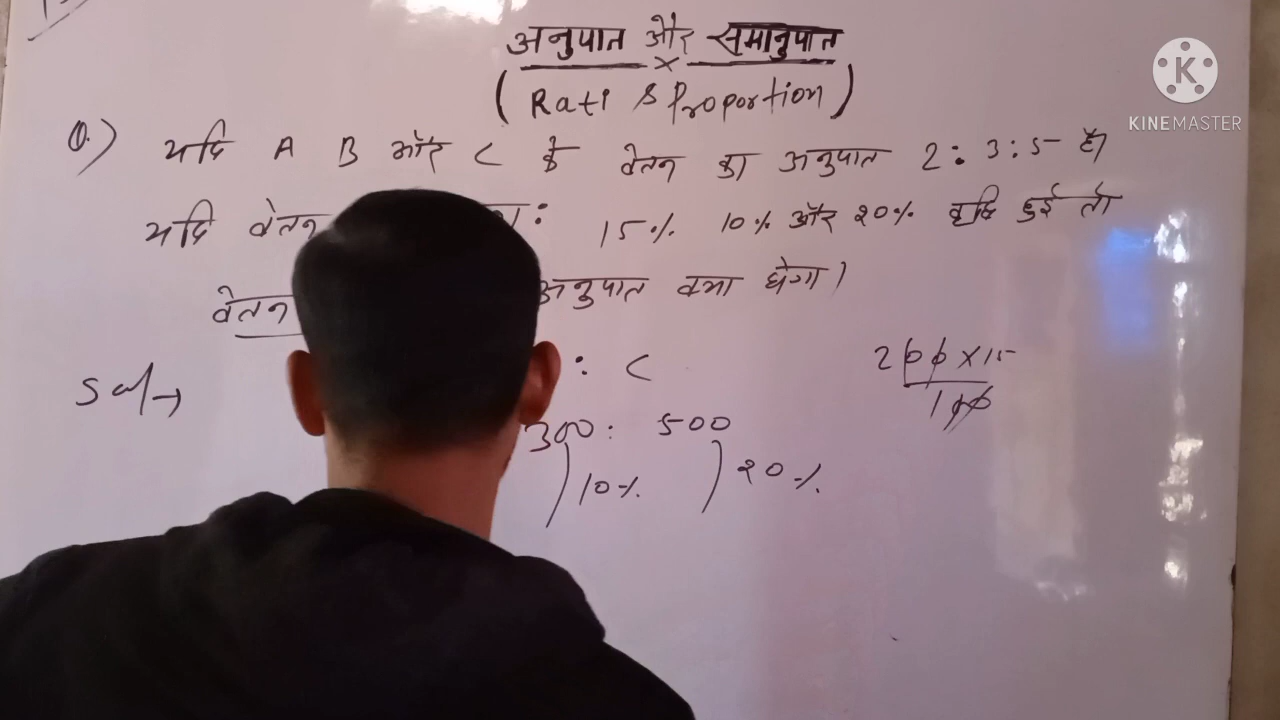 अनुपात और समानुपात
(Rati & Proportion)
KINEMASTER
Q.) यदि A B और C के वेतन का अनुपात 2:3:5 है।
यदि वेतन : 15% 10% और 20% वृद्धि हुई तो
वेतन अनुपात क्या होगा।
Sol→ : C
300: 500
10% 20%
200×15
100